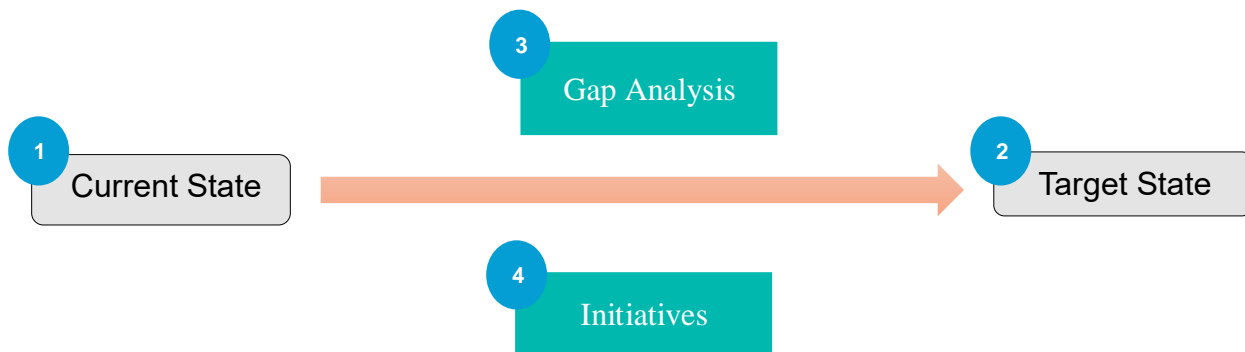 1
Current State
2
Target State
3
Gap Analysis
4
Initiatives